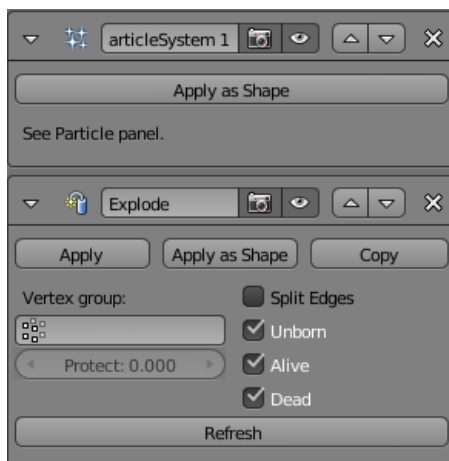 articleSystem 1
Apply as Shape
See Particle panel.
Explode
Apply Apply as Shape Copy
Vertex group: Split Edges
Unborn
Protect: 0.000 Alive
Dead
Refresh